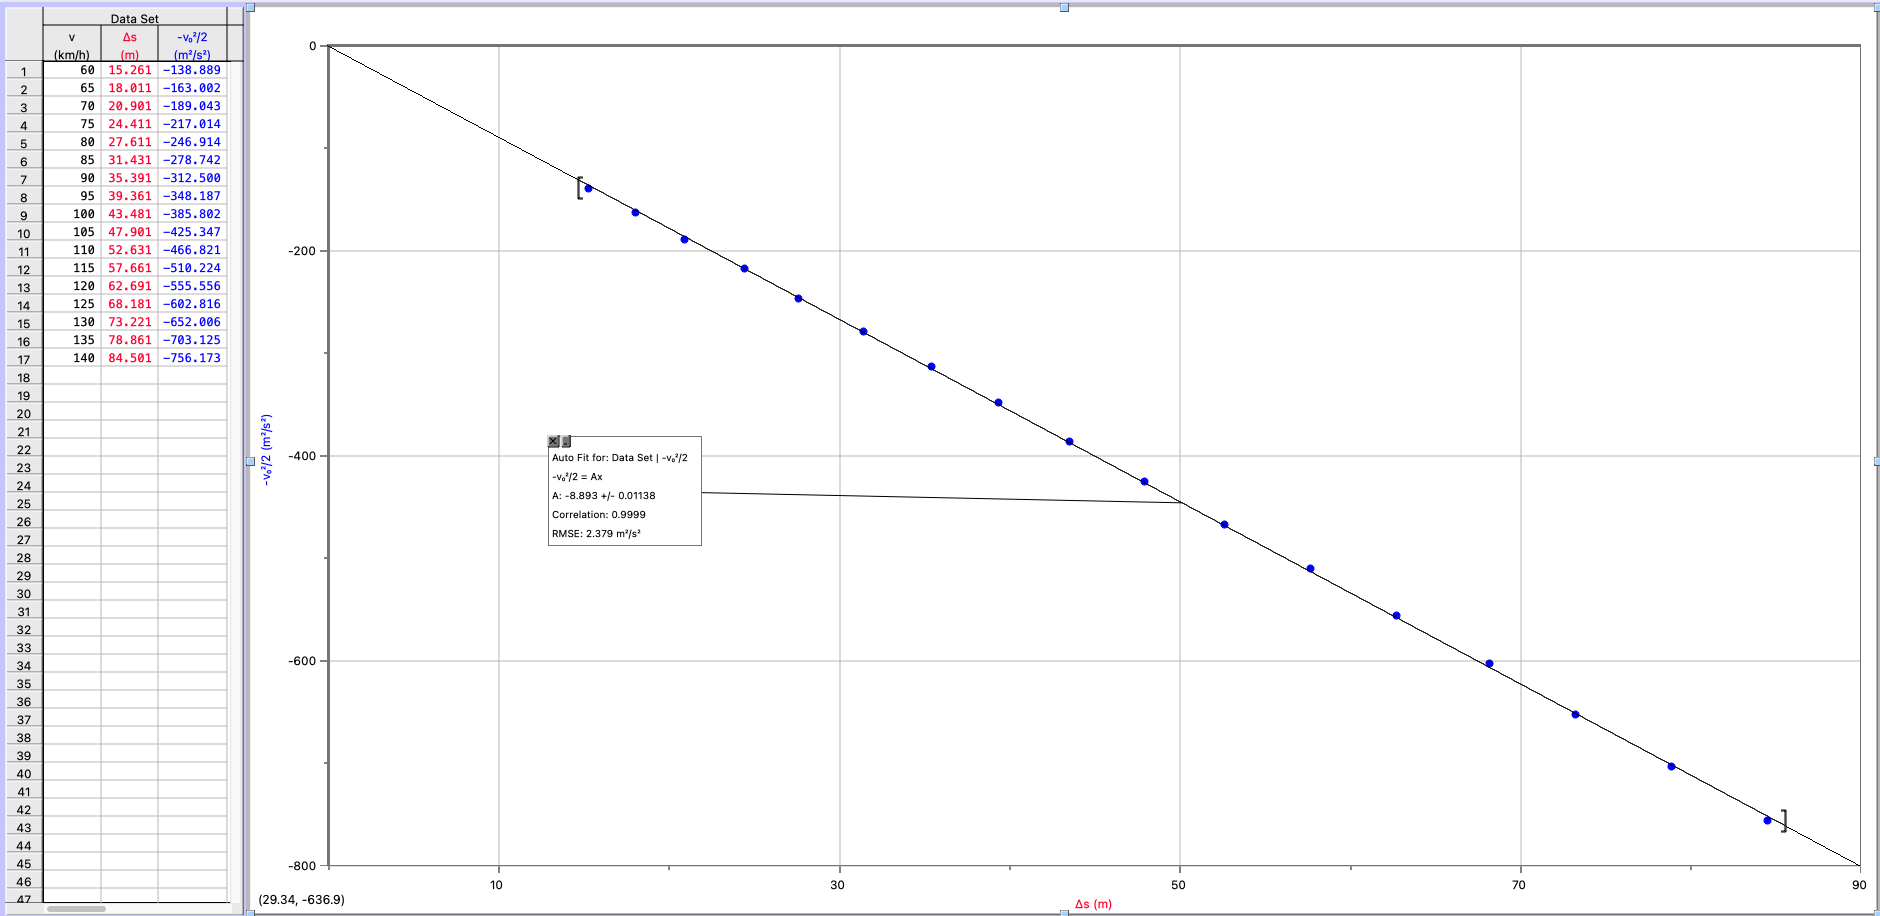 Data Set
v Δs -v₀²/2
(km/h) (m) (m²/s²)
1 60 15.261 -138.889
2 65 18.011 -163.002
3 70 20.901 -189.043
4 75 24.411 -217.014
5 80 27.611 -246.914
6 85 31.431 -278.742
7 90 35.391 -312.500
8 95 39.361 -348.187
9 100 43.481 -385.802
10 105 47.901 -425.347
11 110 52.631 -466.821
12 115 57.661 -510.224
13 120 62.691 -555.556
14 125 68.181 -602.816
15 130 73.221 -652.006
16 135 78.861 -703.125
17 140 84.501 -756.173
18
19
20
21
22
23
24
25
26
27
28
29
30
31
32
33
34
35
36
37
38
39
40
41
42
43
44
45
46
47
-v₀²/2 (m²/s²)
0
-200
-400
-600
-800
Auto Fit for: Data Set | -v₀²/2
-v₀²/2 = Ax
A: -8.893 +/- 0.01138
Correlation: 0.9999
RMSE: 2.379 m²/s²
10 30 50 70 90
(29.34, -636.9)
Δs (m)